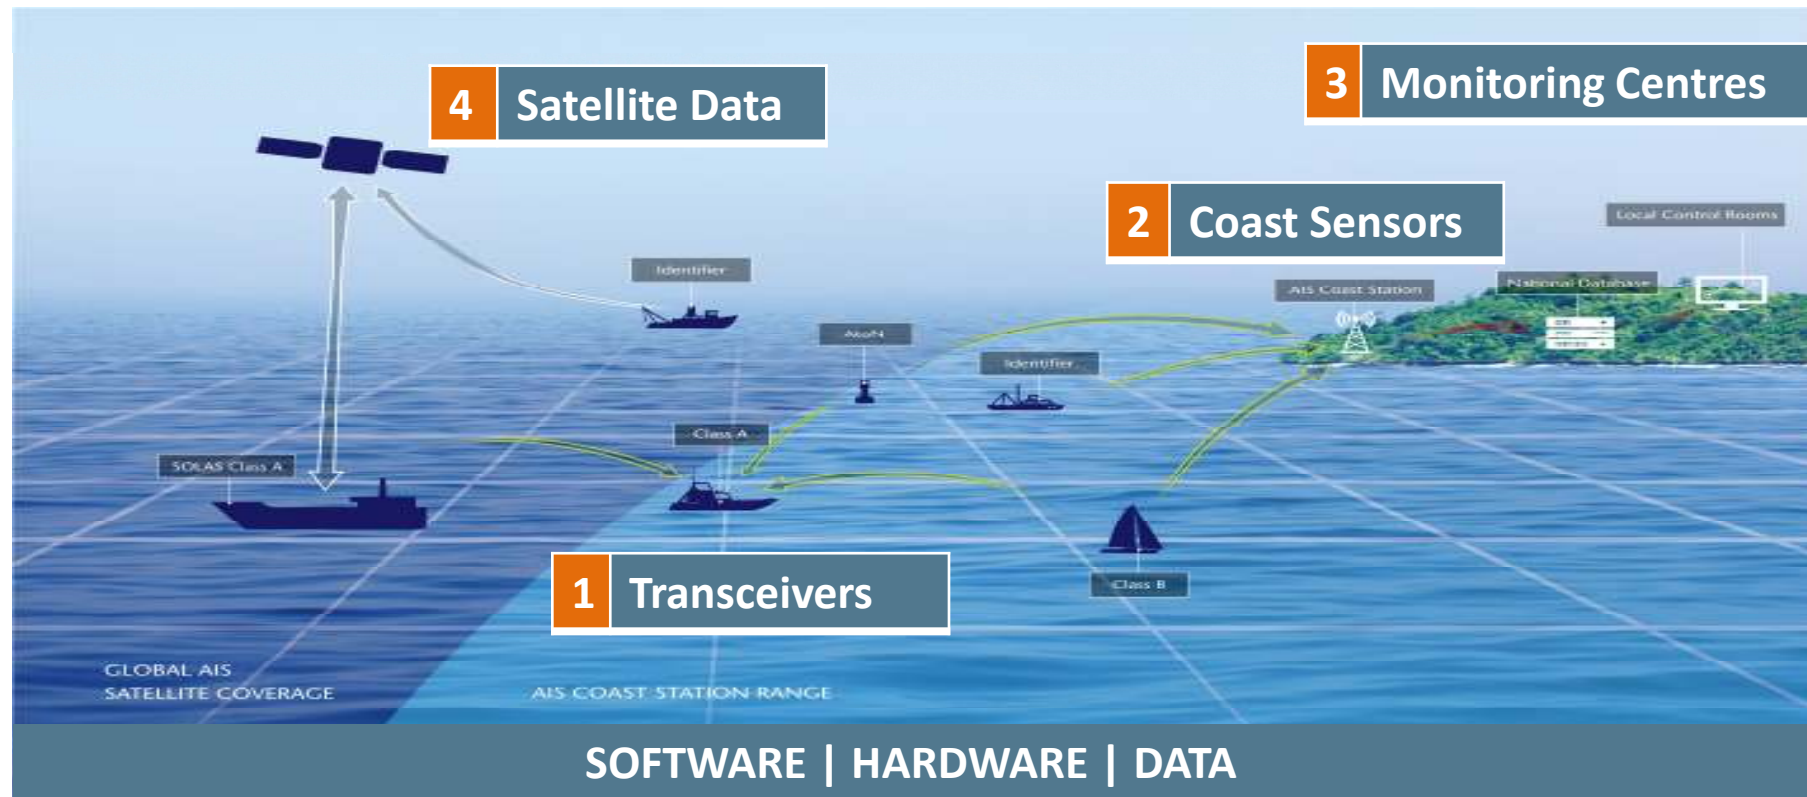 4 Satellite Data
3 Monitoring Centres
2 Coast Sensors
Local Control Rooms
Identifier
AIS Coast Station
National Database
AtoN
Identifier
Class A
SOLAS Class A
1 Transceivers
Class B
GLOBAL AIS
SATELLITE COVERAGE
AIS COAST STATION RANGE
SOFTWARE | HARDWARE | DATA